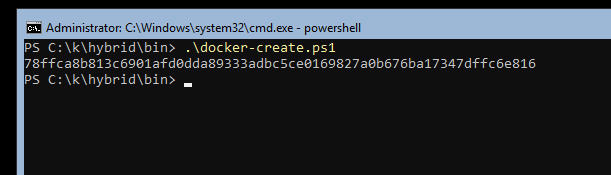 Administrator: C:\Windows\system32\cmd.exe - powershell
PS C:\k\hybrid\bin> .\docker-create.ps1
78ffca8b813c6901afd0dda89333adbc5ce0169827a0b676ba17347dffc6e816
PS C:\k\hybrid\bin>